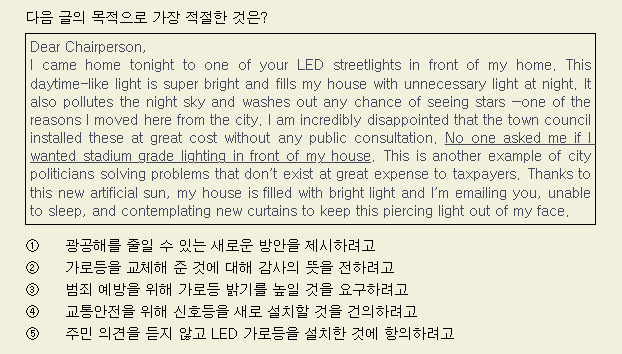 다음 글의 목적으로 가장 적절한 것은?
Dear Chairperson,
I came home tonight to one of your LED streetlights in front of my home. This
daytime-like light is super bright and fills my house with unnecessary light at night. It
also pollutes the night sky and washes out any chance of seeing stars —one of the
reasons I moved here from the city. I am incredibly disappointed that the town council
installed these at great cost without any public consultation. No one asked me if I
wanted stadium grade lighting in front of my house. This is another example of city
politicians solving problems that don't exist at great expense to taxpayers. Thanks to
this new artificial sun, my house is filled with bright light and I'm emailing you, unable
to sleep, and contemplating new curtains to keep this piercing light out of my face.
① 광공해를 줄일 수 있는 새로운 방안을 제시하려고
② 가로등을 교체해 준 것에 대해 감사의 뜻을 전하려고
③ 범죄 예방을 위해 가로등 밝기를 높일 것을 요구하려고
④ 교통안전을 위해 신호등을 새로 설치할 것을 건의하려고
⑤ 주민 의견을 듣지 않고 LED 가로등을 설치한 것에 항의하려고